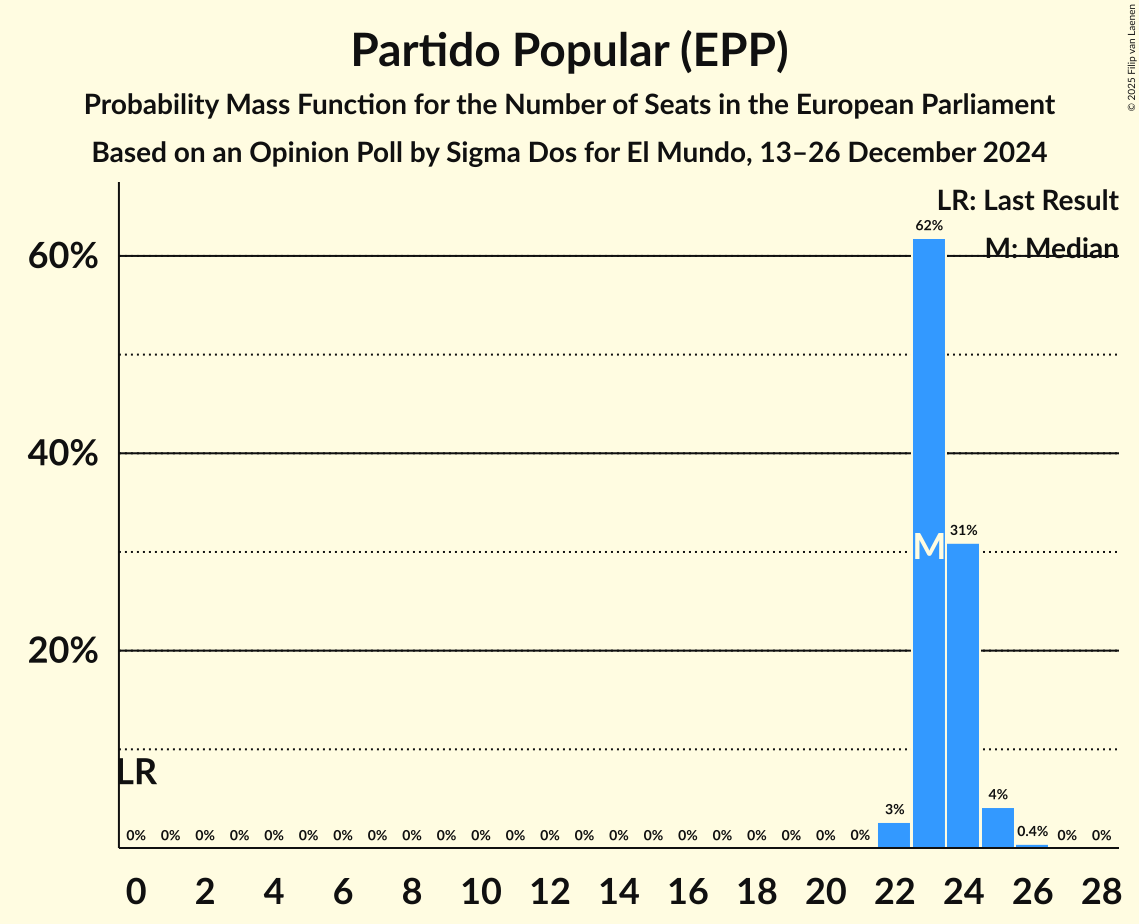 Partido Popular (EPP)
Probability Mass Function for the Number of Seats in the European Parliament
Based on an Opinion Poll by Sigma Dos for El Mundo, 13–26 December 2024
© 2025 Filip van Laenen
LR: Last Result
M: Median
62%
60%
40%
M
31%
20%
LR
0% 0% 0% 0% 0% 0% 0% 0% 0% 0% 0% 0% 0% 0% 0% 0% 0% 0% 0% 0% 0% 0% 3% 4% 0.4% 0% 0%
0 2 4 6 8 10 12 14 16 18 20 22 24 26 28